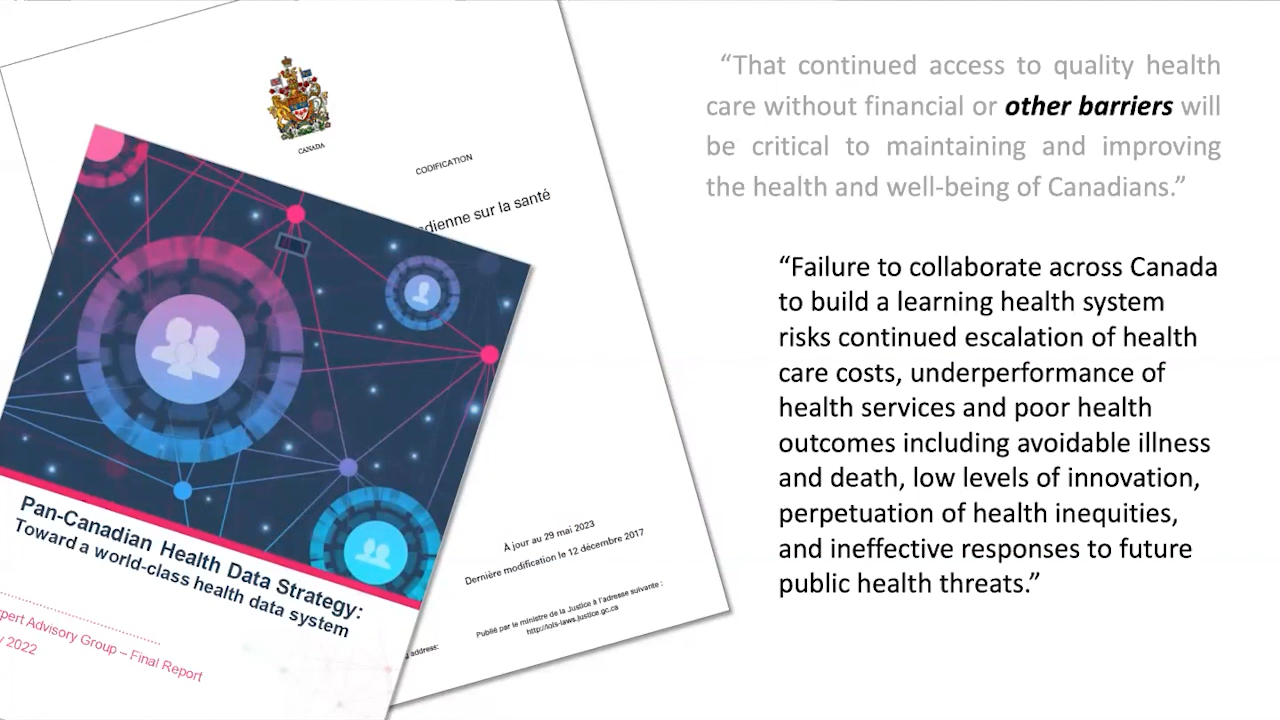 CANADA
CODIFICATION
dienne sur la santé
À jour au 29 mai 2023
Dernière modification le 12 décembre 2017
Publié par le ministre de la Justice à l'adresse suivante :
http://lois-laws.justice.gc.ca
address:
Pan-Canadian Health Data Strategy:
Toward a world-class health data system
pert Advisory Group – Final Report
2022
“That continued access to quality health
care without financial or other barriers will
be critical to maintaining and improving
the health and well-being of Canadians.”
“Failure to collaborate across Canada
to build a learning health system
risks continued escalation of health
care costs, underperformance of
health services and poor health
outcomes including avoidable illness
and death, low levels of innovation,
perpetuation of health inequities,
and ineffective responses to future
public health threats.”